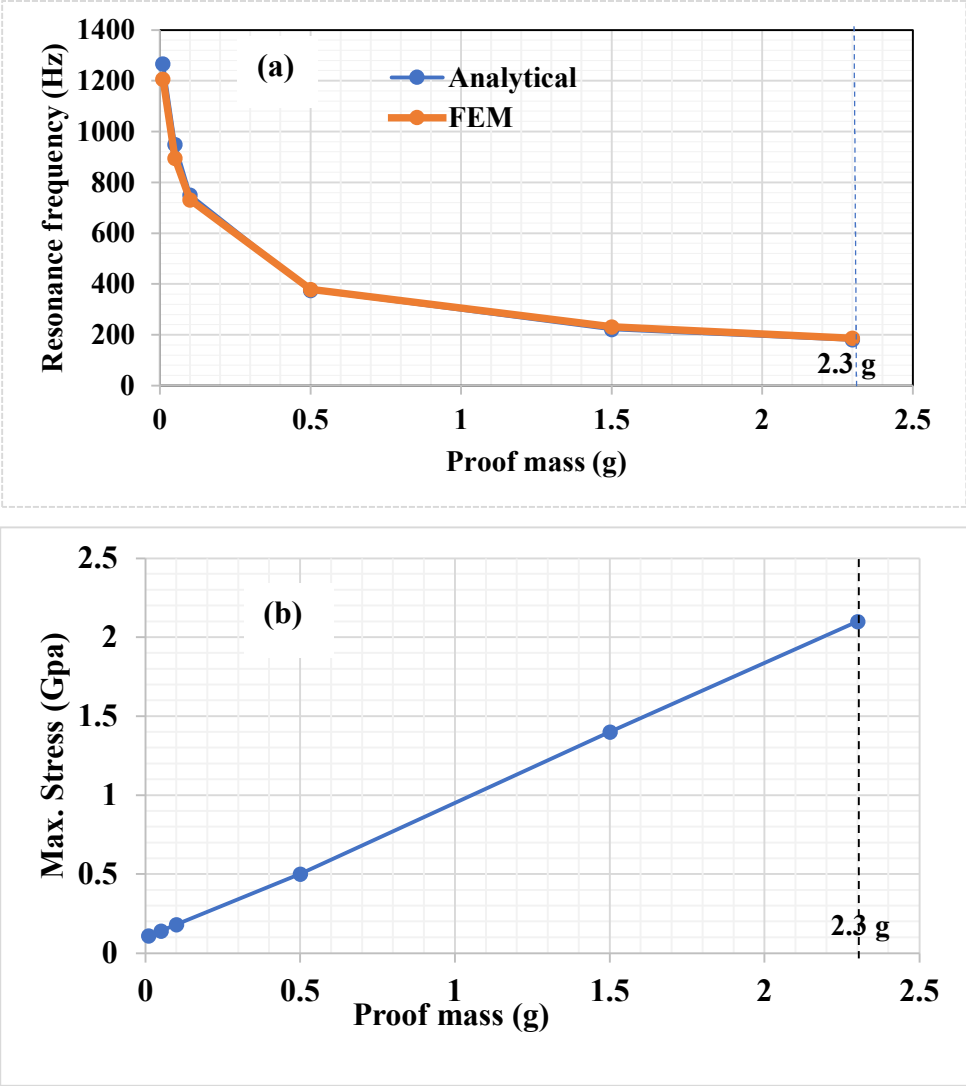 1400
1200
1000
800
600
400
200
0
Resonance frequency (Hz)
(a)
Analytical
FEM
2.3 g
0 0.5 1 1.5 2 2.5
Proof mass (g)
2.5
2
1.5
1
0.5
0
Max. Stress (Gpa)
(b)
2.3 g
0 0.5 1 1.5 2 2.5
Proof mass (g)